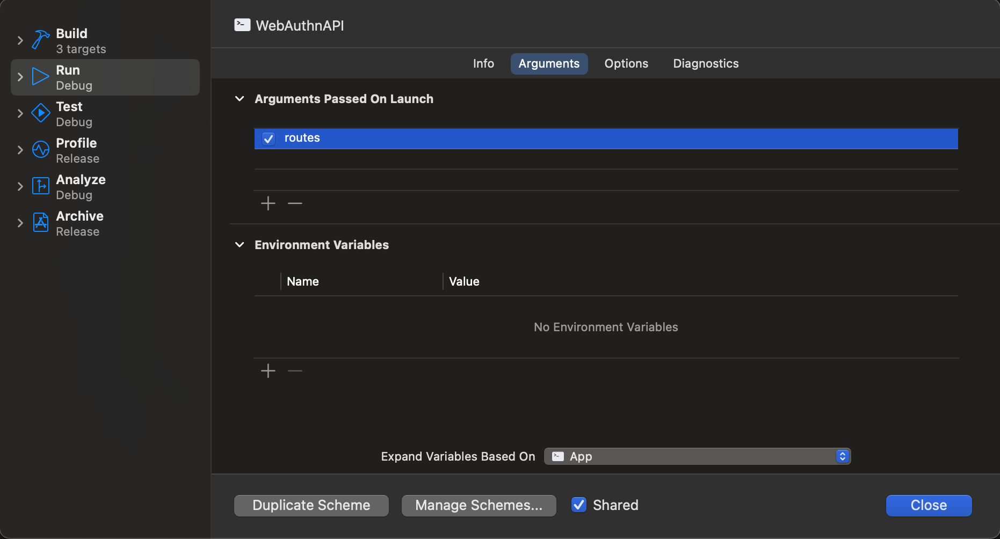 Build
3 targets
Run
Debug
Test
Debug
Profile
Release
Analyze
Debug
Archive
Release
WebAuthnAPI
Info Arguments Options Diagnostics
Arguments Passed On Launch
routes
Environment Variables
Name Value
No Environment Variables
Expand Variables Based On App
Duplicate Scheme Manage Schemes... Shared Close